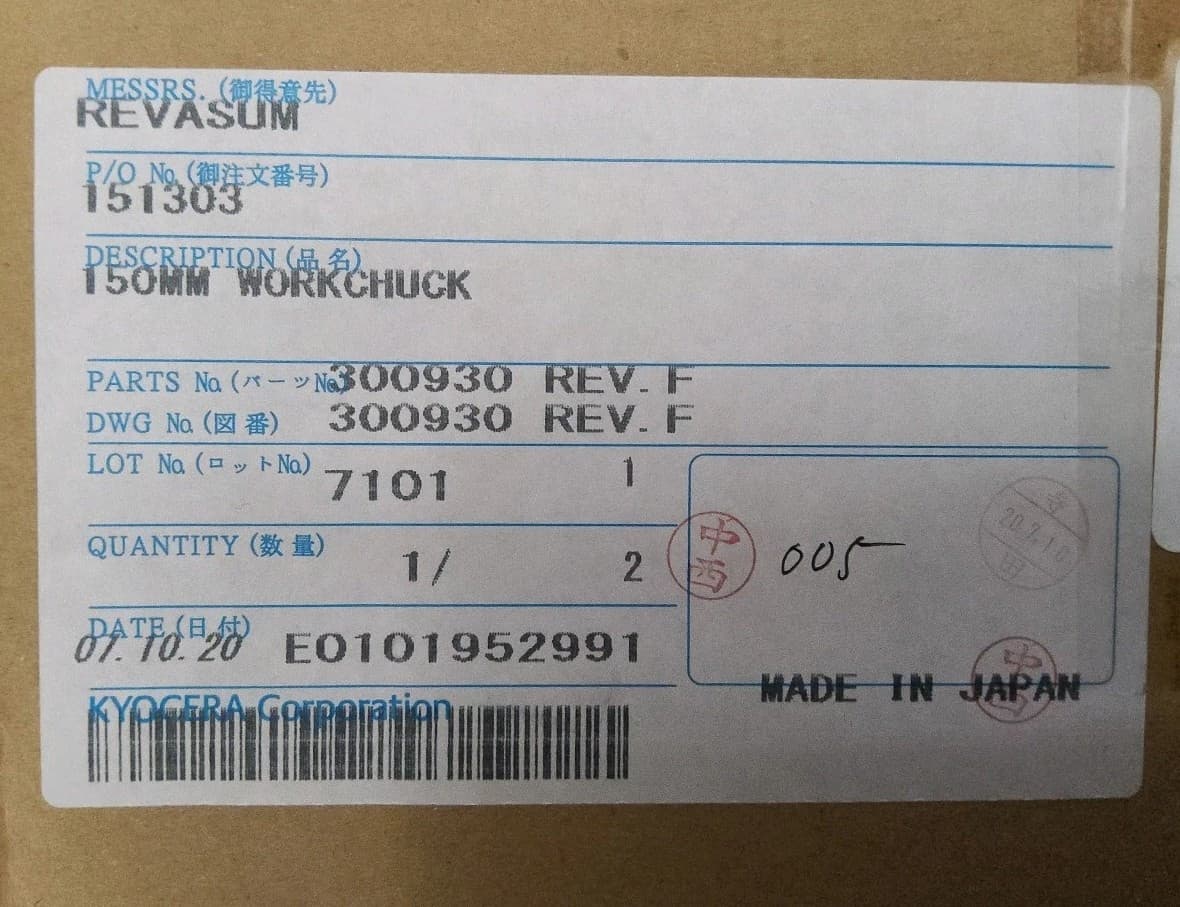 MESSRS. (御得意先)
REVASUM
P/O No. (御注文番号)
151303
DESCRIPTION (品名)
150MM WORKCHUCK
PARTS No. (パーツNo.) 300930 REV. F
DWG No. (図番) 300930 REV. F
LOT No. (ロットNo.) 7101 1
QUANTITY (数量) 1/ 2
中西
005
DATE (日付)
07.10.20 E0101952991
MADE IN JAPAN
中西
KYOCERA Corporation